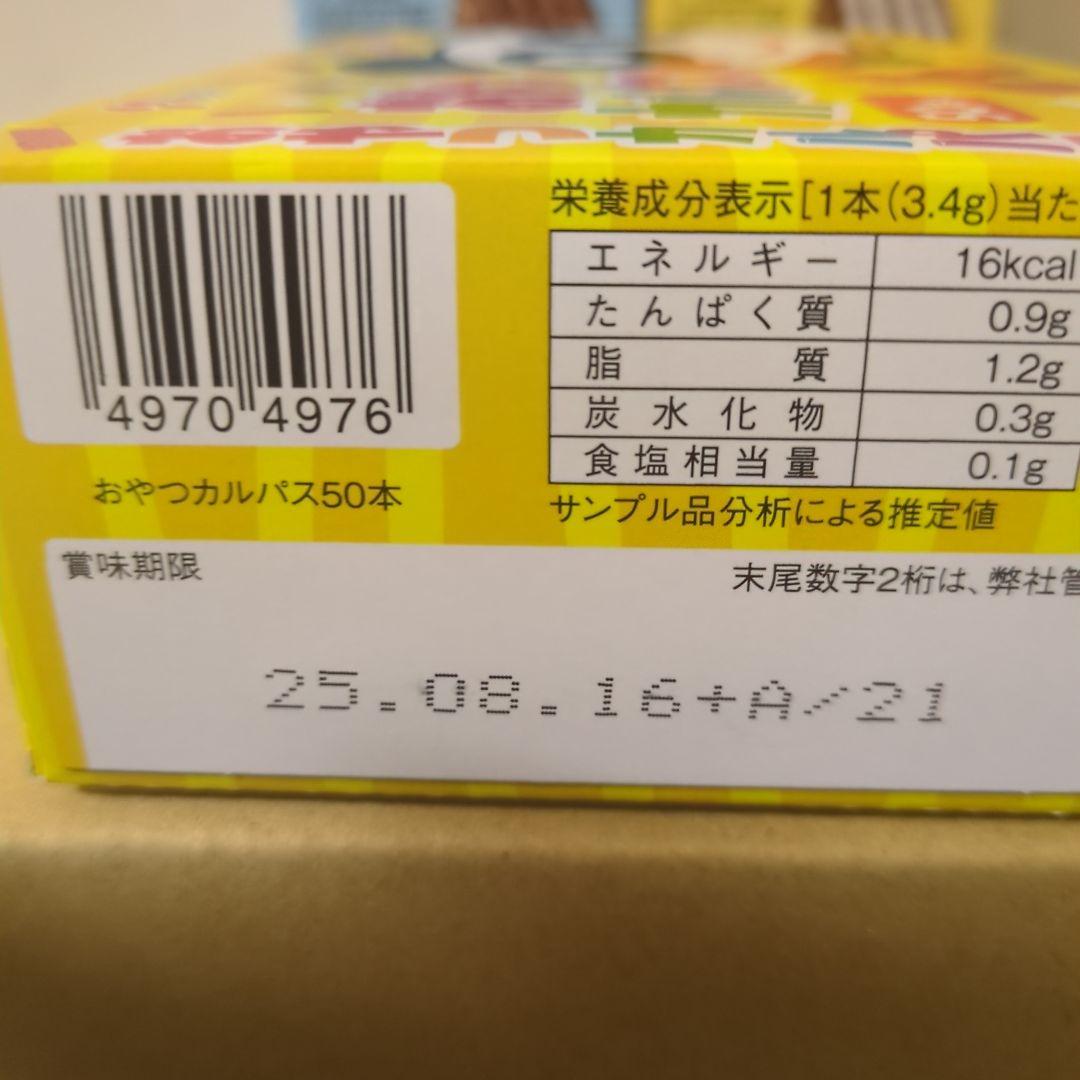 4970 4976
おやつカルパス50本
栄養成分表示[1本(3.4g)当た
エネルギー 16kcal
たんぱく質 0.9g
脂質 1.2g
炭水化物 0.3g
食塩相当量 0.1g
サンプル品分析による推定値
賞味期限
末尾数字2桁は、弊社管
25.08.16+A/21